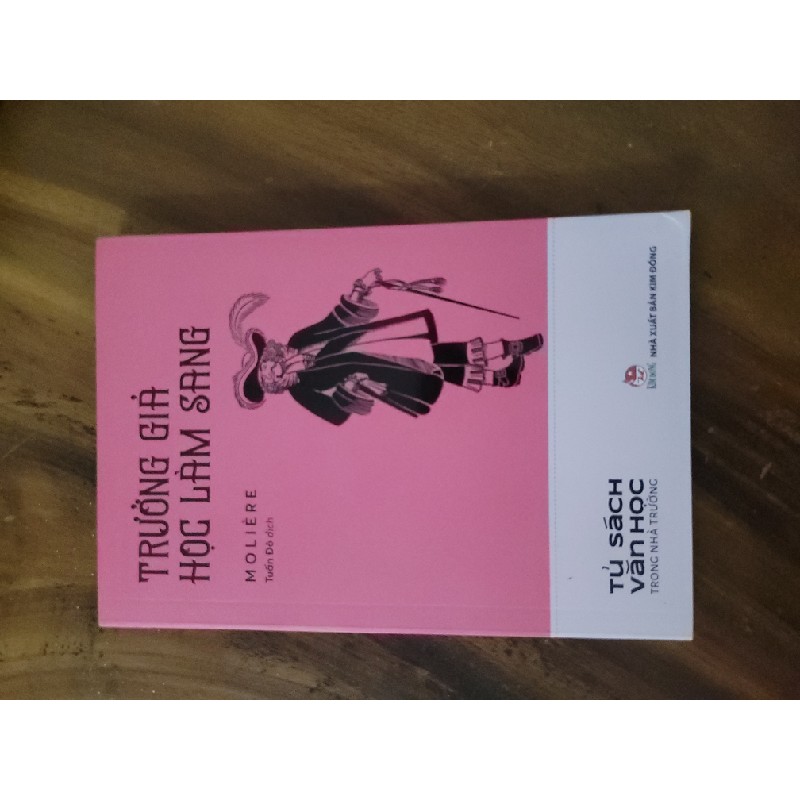 TRƯỞNG GIẢ
HỌC LÀM SANG
MOLIÈRE
Tuấn Đô dịch
TỦ SÁCH
VĂN HỌC
TRONG NHÀ TRƯỜNG
NHÀ XUẤT BẢN KIM ĐỒNG